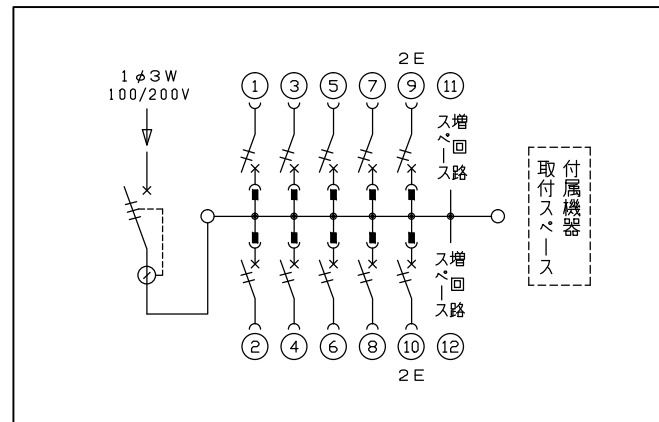 1φ3W
100/200V
2E
① ③ ⑤ ⑦ ⑨ ⑪
増回路
スペース
付属機器
取付スペース
増回路
スペース
② ④ ⑥ ⑧ ⑩ ⑫
2E